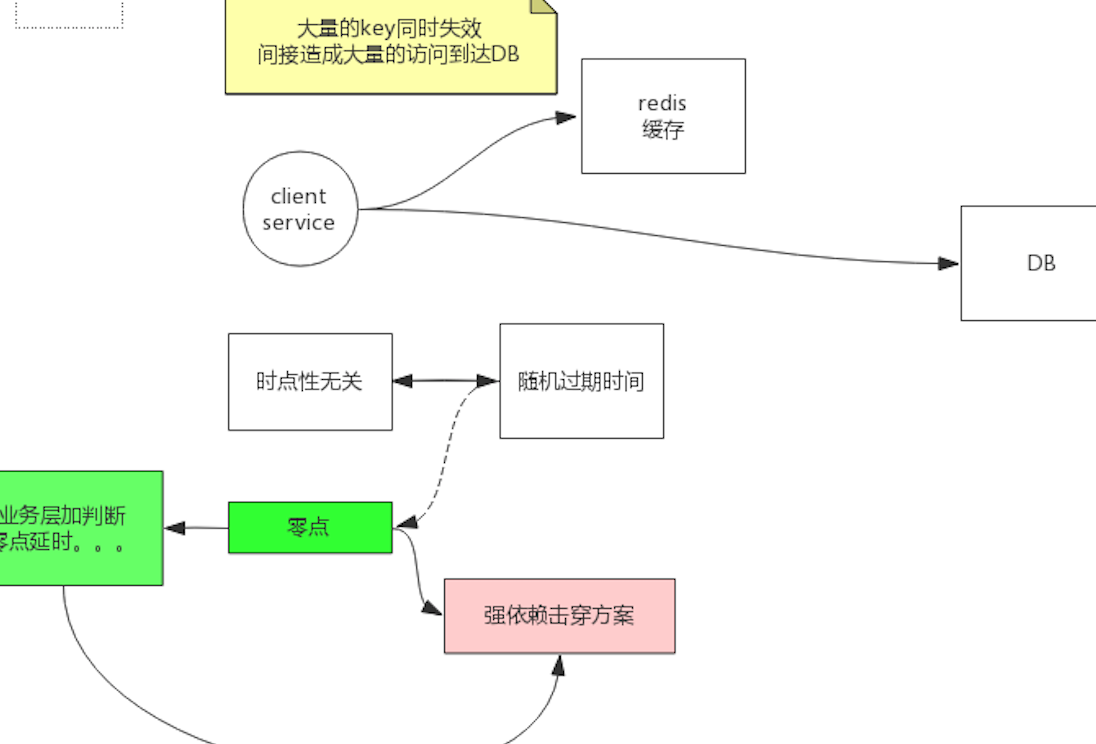 大量的key同时失效
间接造成大量的访问到达DB
redis
缓存
client
service
DB
时点性无关
随机过期时间
业务层加判断
零点延时。。。
零点
强依赖击穿方案